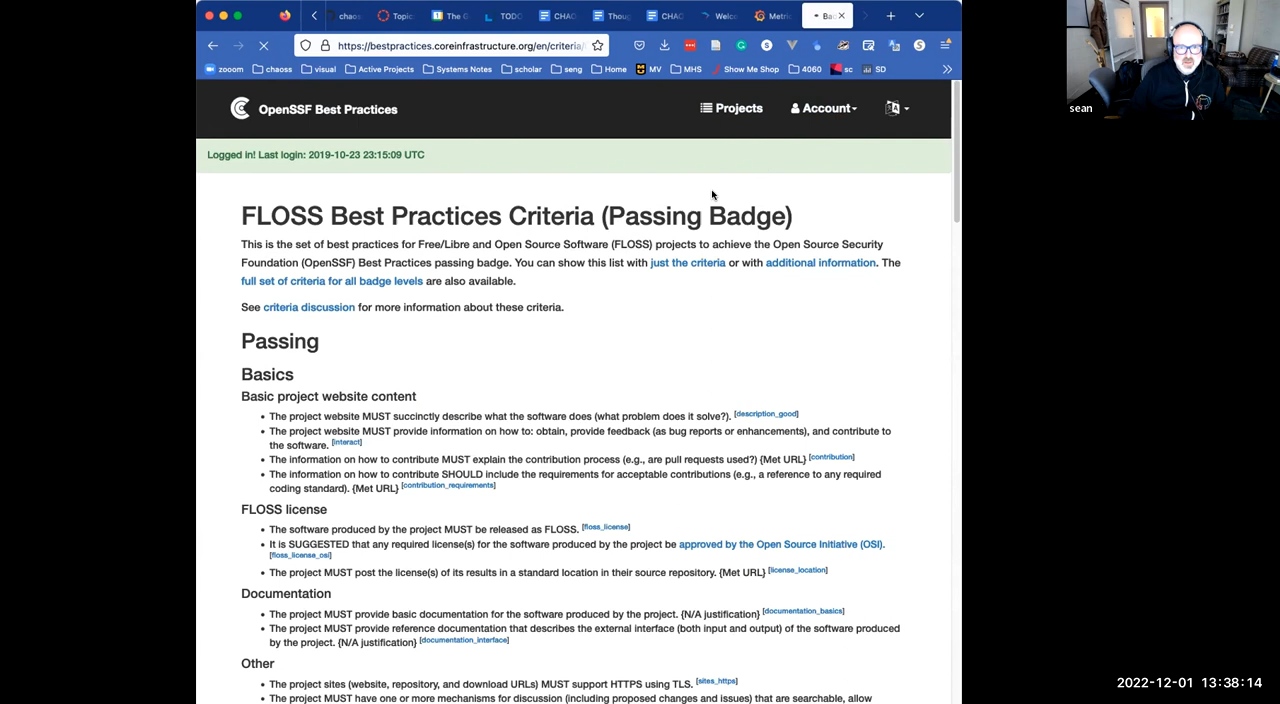 chaos
Topic
The G
TODO
CHAO
Thoug
CHAO
Welco
Metric
Bad
https://bestpractices.coreinfrastructure.org/en/criteria/
zooom
chaoss
visual
Active Projects
Systems Notes
scholar
seng
Home
MV
MHS
Show Me Shop
4060
sc
SD
OpenSSF Best Practices
Projects
Account
Logged in! Last login: 2019-10-23 23:15:09 UTC
FLOSS Best Practices Criteria (Passing Badge)
This is the set of best practices for Free/Libre and Open Source Software (FLOSS) projects to achieve the Open Source Security
Foundation (OpenSSF) Best Practices passing badge. You can show this list with just the criteria or with additional information. The
full set of criteria for all badge levels are also available.
See criteria discussion for more information about these criteria.
Passing
Basics
Basic project website content
• The project website MUST succinctly describe what the software does (what problem does it solve?). [description_good]
• The project website MUST provide information on how to: obtain, provide feedback (as bug reports or enhancements), and contribute to
the software. [interact]
• The information on how to contribute MUST explain the contribution process (e.g., are pull requests used?) {Met URL} [contribution]
• The information on how to contribute SHOULD include the requirements for acceptable contributions (e.g., a reference to any required
coding standard). {Met URL} [contribution_requirements]
FLOSS license
• The software produced by the project MUST be released as FLOSS. [floss_license]
• It is SUGGESTED that any required license(s) for the software produced by the project be approved by the Open Source Initiative (OSI).
[floss_license_osi]
• The project MUST post the license(s) of its results in a standard location in their source repository. {Met URL} [license_location]
Documentation
• The project MUST provide basic documentation for the software produced by the project. {N/A justification} [documentation_basics]
• The project MUST provide reference documentation that describes the external interface (both input and output) of the software produced
by the project. {N/A justification} [documentation_interface]
Other
• The project sites (website, repository, and download URLs) MUST support HTTPS using TLS. [sites_https]
• The project MUST have one or more mechanisms for discussion (including proposed changes and issues) that are searchable, allow
sean
2022-12-01 13:38:14